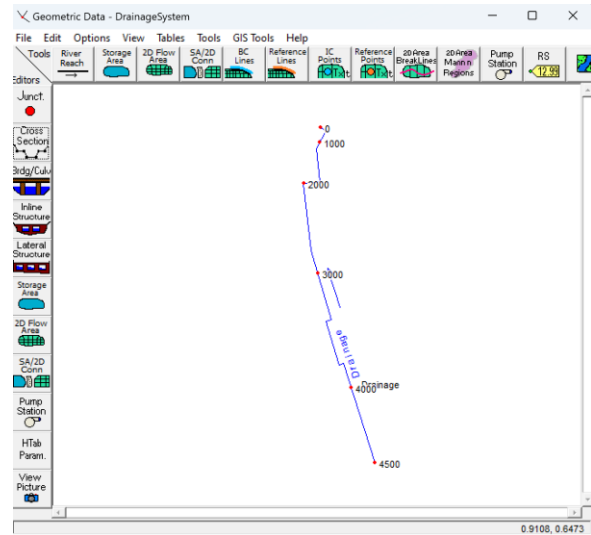 Geometric Data - DrainageSystem
File Edit Options View Tables Tools GIS Tools Help
Tools
Editors
River Reach
Storage Area
2D Flow Area
SA/2D Conn
BC Lines
Reference Lines
IC Points
Reference Points
2D Area BreakLines
2D Area Mann n Regions
Pump Station
RS
12.99
Junct.
Cross Section
Brdg/Culv
Inline Structure
Lateral Structure
Storage Area
2D Flow Area
SA/2D Conn
Pump Station
HTab Param.
View Picture
0
1000
2000
3000
Drainage
4000
Drainage
4500
0.9108, 0.6473